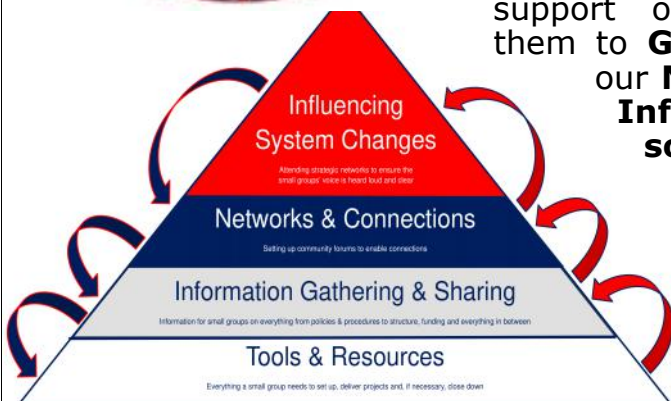 support o
them to G
our
Inf
so
Influencing
System Changes
Attending strategic networks to ensure the
small groups' voice is heard loud and clear
Networks & Connections
Setting up community forums to enable connections
Information Gathering & Sharing
Information for small groups on everything from policies & procedures to structure, funding and everything in between
Tools & Resources
Everything a small group needs to set up, deliver projects and, if necessary, close down